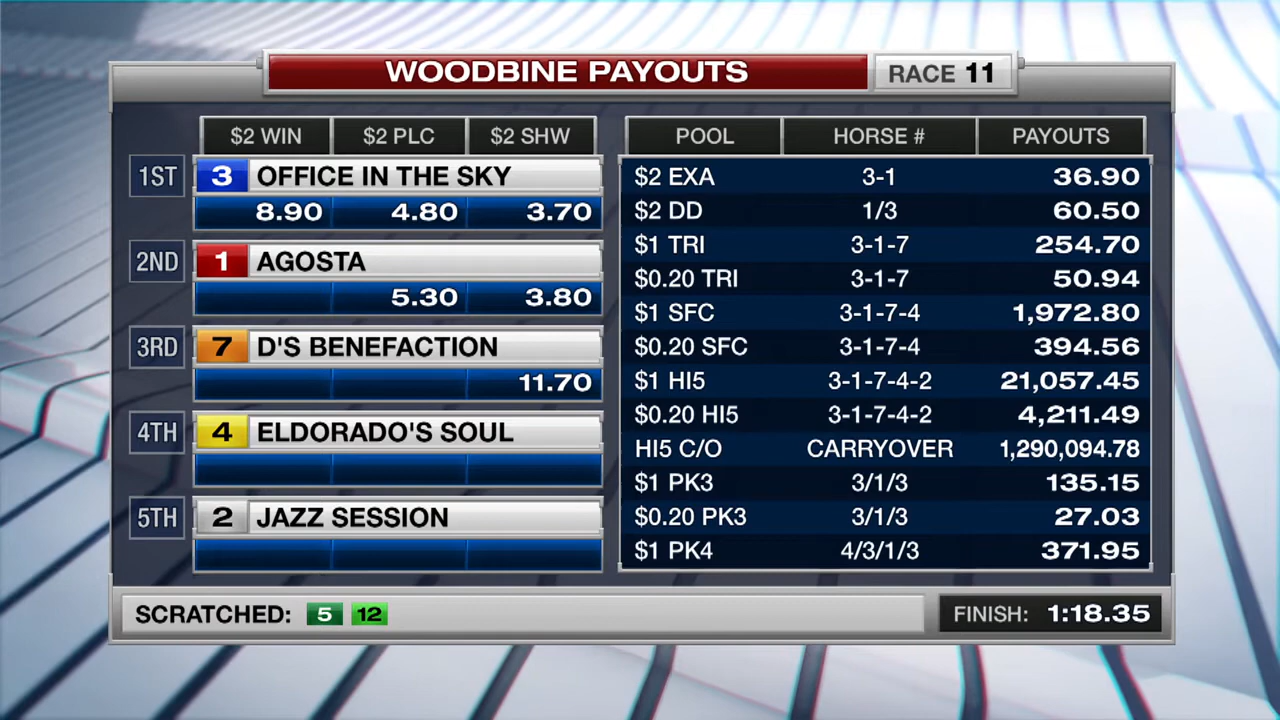 WOODBINE PAYOUTS RACE 11
$2 WIN $2 PLC $2 SHW
1ST 3 OFFICE IN THE SKY
8.90 4.80 3.70
2ND 1 AGOSTA
5.30 3.80
3RD 7 D'S BENEFACTION
11.70
4TH 4 ELDORADO'S SOUL
5TH 2 JAZZ SESSION
POOL HORSE # PAYOUTS
$2 EXA 3-1 36.90
$2 DD 1/3 60.50
$1 TRI 3-1-7 254.70
$0.20 TRI 3-1-7 50.94
$1 SFC 3-1-7-4 1,972.80
$0.20 SFC 3-1-7-4 394.56
$1 HI5 3-1-7-4-2 21,057.45
$0.20 HI5 3-1-7-4-2 4,211.49
HI5 C/O CARRYOVER 1,290,094.78
$1 PK3 3/1/3 135.15
$0.20 PK3 3/1/3 27.03
$1 PK4 4/3/1/3 371.95
SCRATCHED: 5 12
FINISH: 1:18.35